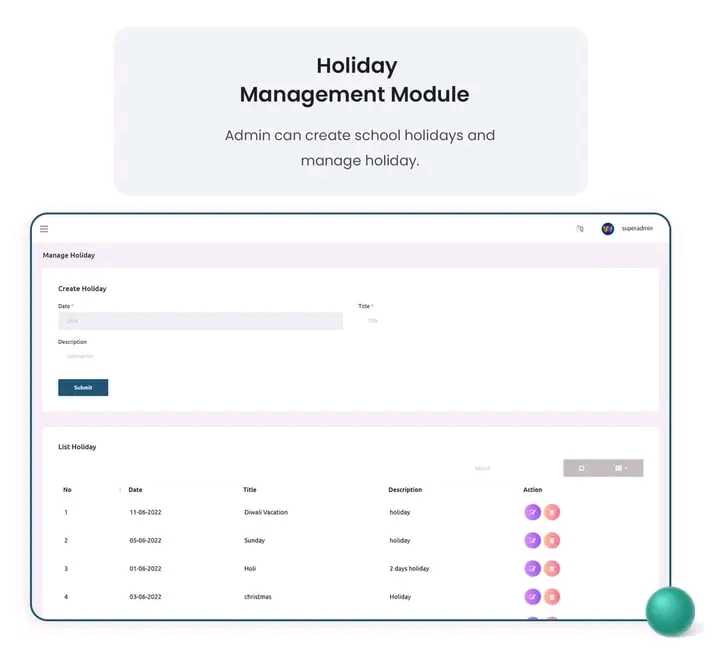 Holiday
Management Module
Admin can create school holidays and
manage holiday.
superadmin
Manage Holiday
Create Holiday
Date * Title *
Title
Description
Description
Submit
List Holiday
Search
No Date Title Description Action
1 11-06-2022 Diwali Vacation holiday
2 05-06-2022 Sunday holiday
3 01-06-2022 Holi 2 days holiday
4 03-06-2022 christmas Holiday